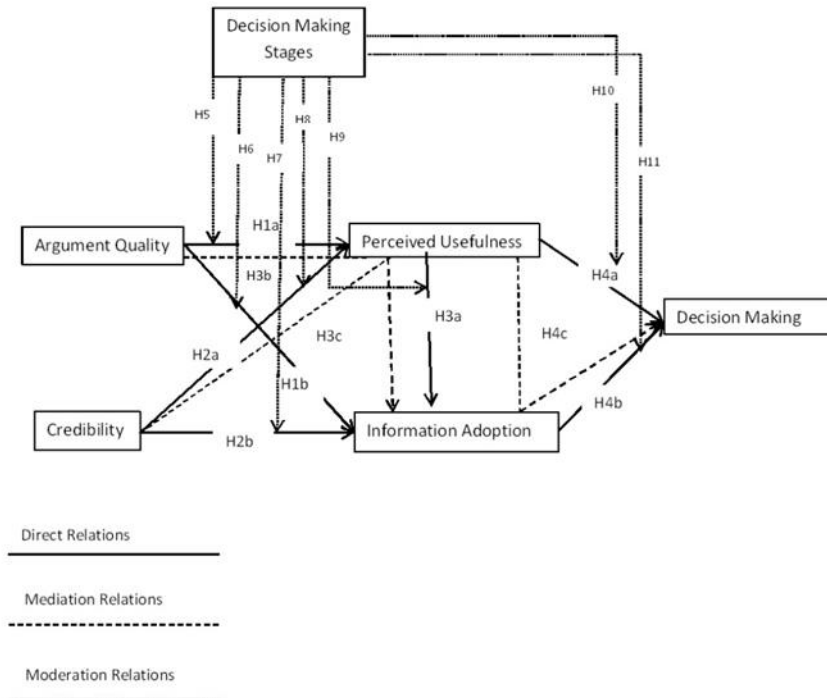 Decision Making
Stages
H5
H6
H7
H8
H9
H10
H11
Argument Quality
H1a
Perceived Usefulness
H3b
H4a
H3a
Decision Making
H2a
H3c
H4c
H1b
H4b
Credibility
H2b
Information Adoption
Direct Relations
Mediation Relations
Moderation Relations